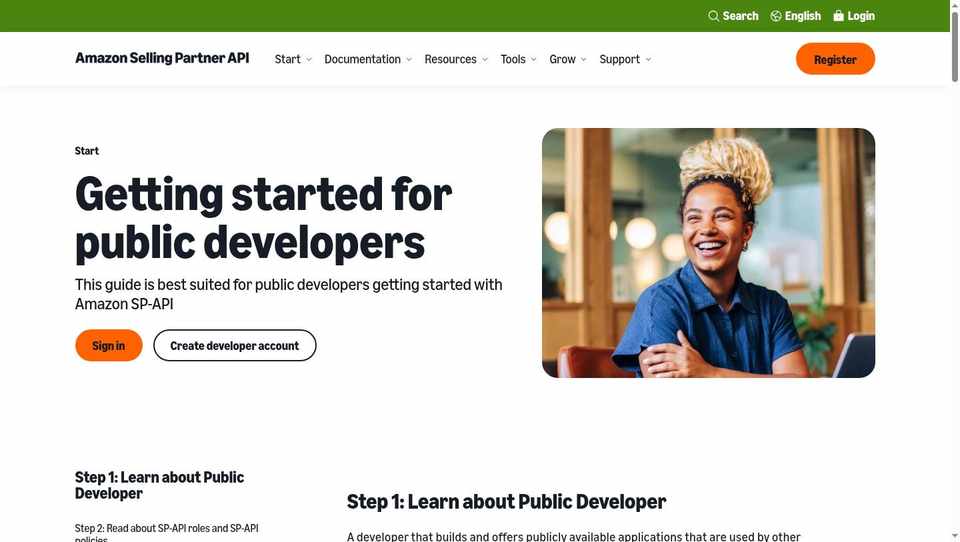 Search English Login
Amazon Selling Partner API Start Documentation Resources Tools Grow Support Register
Start
Getting started for
public developers
This guide is best suited for public developers getting started with
Amazon SP-API
Sign in Create developer account
Step 1: Learn about Public
Developer
Step 2: Read about SP-API roles and SP-API
policies
Step 1: Learn about Public Developer
A developer that builds and offers publicly available applications that are used by other